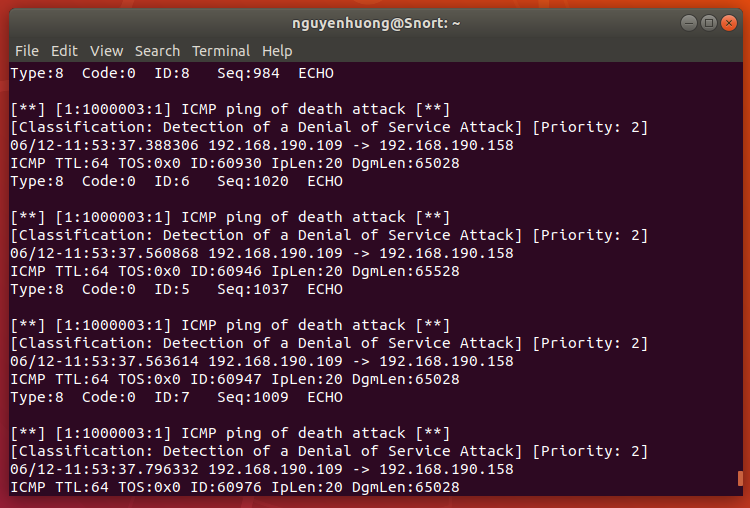 nguyenhuong@Snort: ~
File Edit View Search Terminal Help
Type:8  Code:0  ID:8   Seq:984  ECHO
[**] [1:1000003:1] ICMP ping of death attack [**]
[Classification: Detection of a Denial of Service Attack] [Priority: 2]
06/12-11:53:37.388306 192.168.190.109 -> 192.168.190.158
ICMP TTL:64 TOS:0x0 ID:60930 IpLen:20 DgmLen:65028
Type:8  Code:0  ID:6   Seq:1020  ECHO
[**] [1:1000003:1] ICMP ping of death attack [**]
[Classification: Detection of a Denial of Service Attack] [Priority: 2]
06/12-11:53:37.560868 192.168.190.109 -> 192.168.190.158
ICMP TTL:64 TOS:0x0 ID:60946 IpLen:20 DgmLen:65528
Type:8  Code:0  ID:5   Seq:1037  ECHO
[**] [1:1000003:1] ICMP ping of death attack [**]
[Classification: Detection of a Denial of Service Attack] [Priority: 2]
06/12-11:53:37.563614 192.168.190.109 -> 192.168.190.158
ICMP TTL:64 TOS:0x0 ID:60947 IpLen:20 DgmLen:65028
Type:8  Code:0  ID:7   Seq:1009  ECHO
[**] [1:1000003:1] ICMP ping of death attack [**]
[Classification: Detection of a Denial of Service Attack] [Priority: 2]
06/12-11:53:37.796332 192.168.190.109 -> 192.168.190.158
ICMP TTL:64 TOS:0x0 ID:60976 IpLen:20 DgmLen:65028